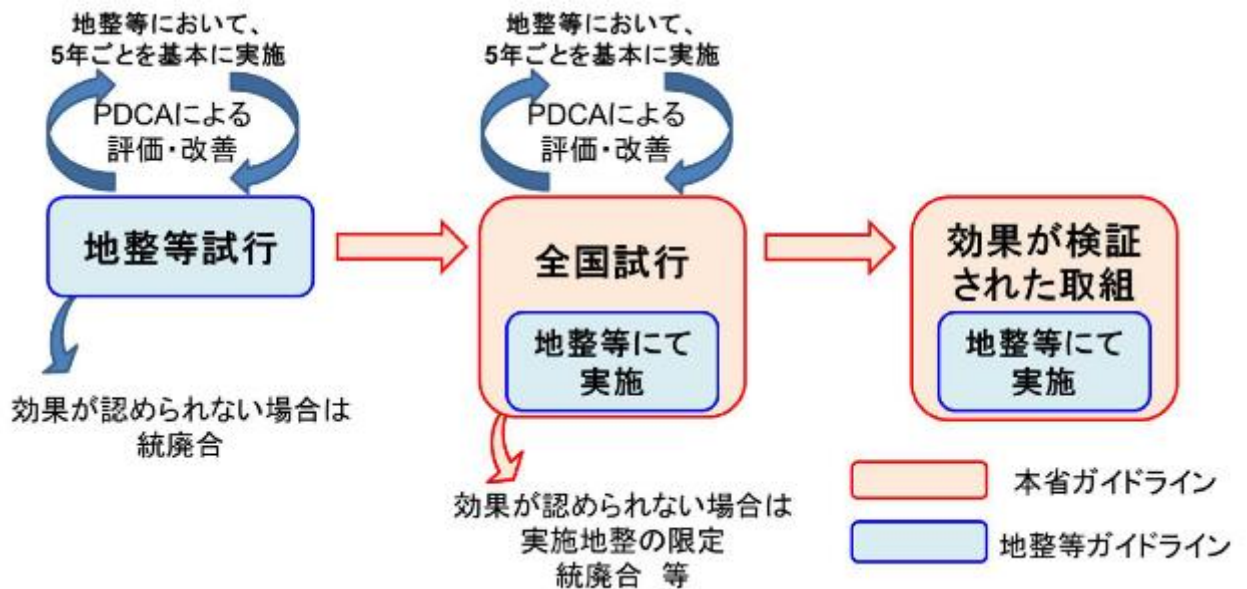 地整等において、
5年ごとを基本に実施
PDCAによる
評価・改善
地整等試行
効果が認められない場合は
統廃合
地整等において、
5年ごとを基本に実施
PDCAによる
評価・改善
全国試行
地整等にて
実施
効果が認められない場合は
実施地整の限定
統廃合 等
効果が検証
された取組
地整等にて
実施
本省ガイドライン
地整等ガイドライン